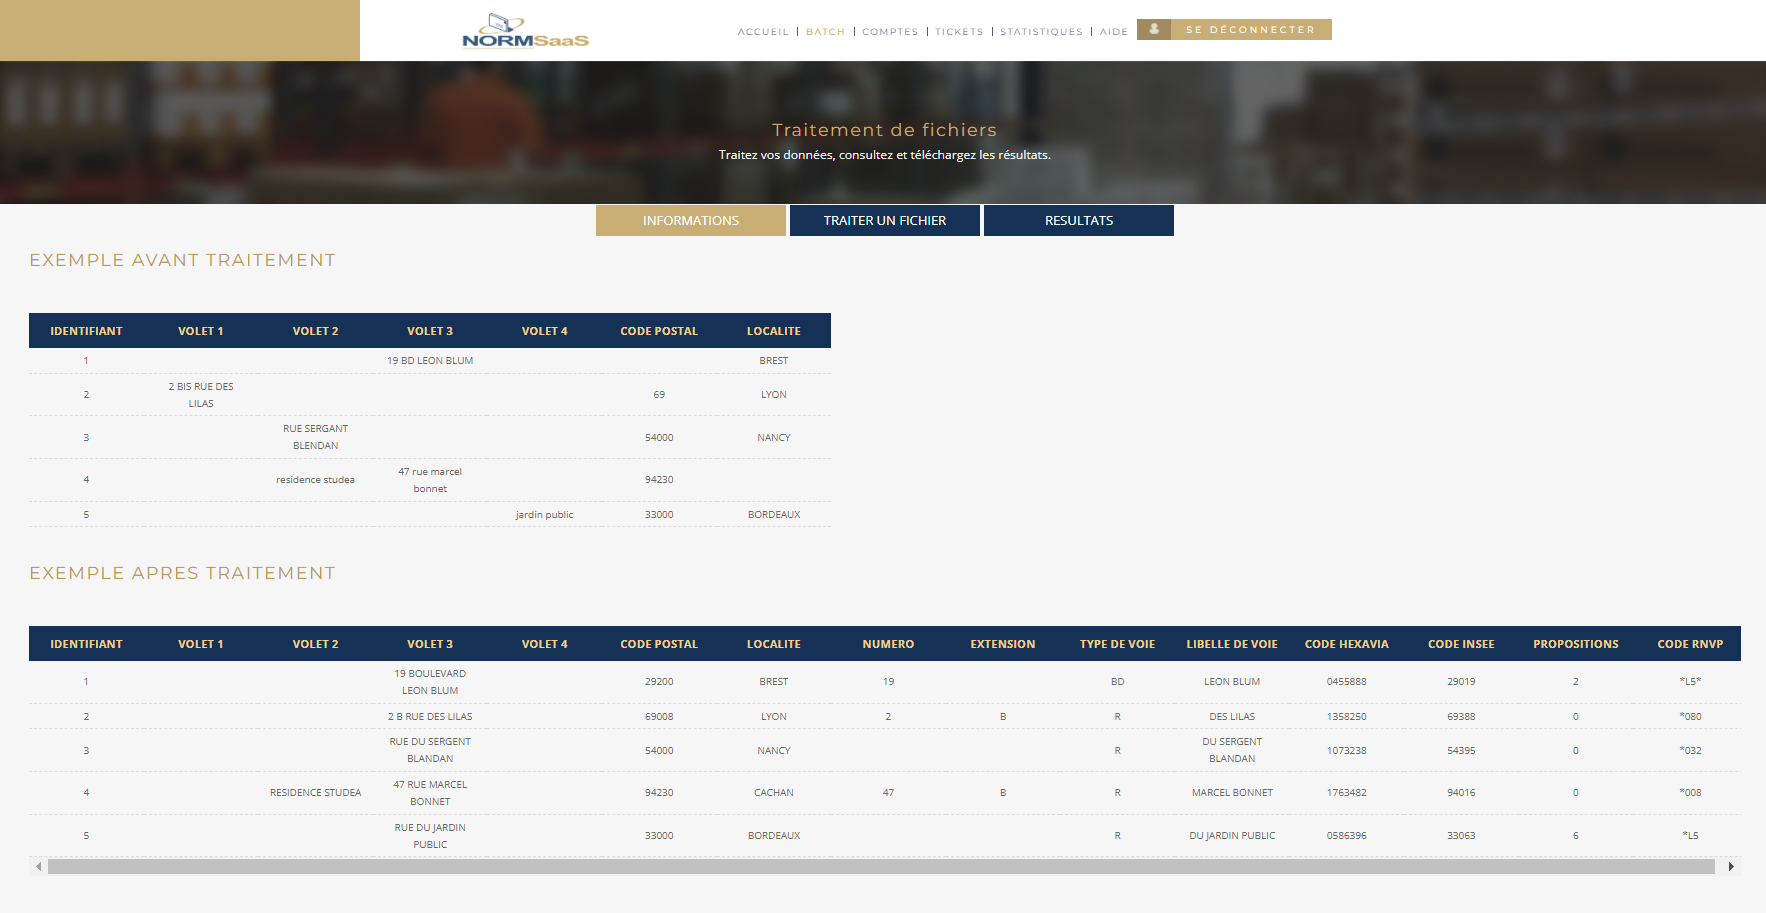 NORMSaaS
ACCUEIL | BATCH | COMPTES | TICKETS | STATISTIQUES | AIDE SE DÉCONNECTER
Traitement de fichiers
Traitez vos données, consultez et téléchargez les résultats.
INFORMATIONS TRAITER UN FICHIER RESULTATS
EXEMPLE AVANT TRAITEMENT
IDENTIFIANT VOLET 1 VOLET 2 VOLET 3 VOLET 4 CODE POSTAL LOCALITE
1 19 BD LEON BLUM BREST
2 2 BIS RUE DES LILAS 69 LYON
3 RUE SERGANT BLENDAN 54000 NANCY
4 residence studea 47 rue marcel bonnet 94230
5 jardin public 33000 BORDEAUX
EXEMPLE APRES TRAITEMENT
IDENTIFIANT VOLET 1 VOLET 2 VOLET 3 VOLET 4 CODE POSTAL LOCALITE NUMERO EXTENSION TYPE DE VOIE LIBELLE DE VOIE CODE HEXAVIA CODE INSEE PROPOSITIONS CODE RNVP
1 19 BOULEVARD LEON BLUM 29200 BREST 19 BD LEON BLUM 0455888 29019 2 *L5*
2 2 B RUE DES LILAS 69008 LYON 2 B R DES LILAS 1358250 69388 0 *080
3 RUE DU SERGENT BLANDAN 54000 NANCY R DU SERGENT BLANDAN 1073238 54395 0 *032
4 RESIDENCE STUDEA 47 RUE MARCEL BONNET 94230 CACHAN 47 B R MARCEL BONNET 1763482 94016 0 *008
5 RUE DU JARDIN PUBLIC 33000 BORDEAUX R DU JARDIN PUBLIC 0586396 33063 6 *L5